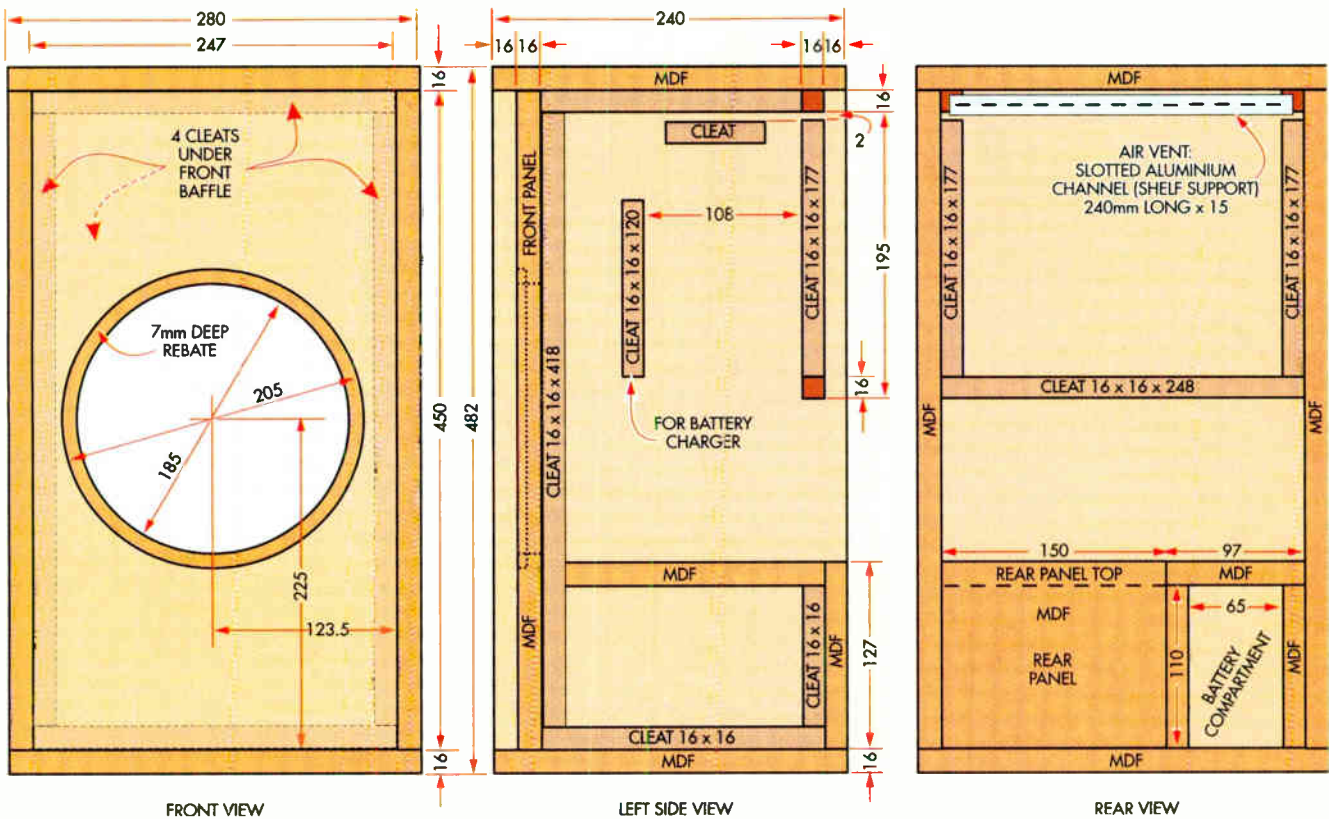 280
247
16
4 CLEATS
UNDER
FRONT
BAFFLE
7mm DEEP
REBATE
205
185
225
123.5
450
482
16
FRONT VIEW
240
16
16
16
16
MDF
16
CLEAT
2
FRONT PANEL
108
CLEAT 16 x 16 x 120
CLEAT 16 x 16 x 177
195
CLEAT 16 x 16 x 418
16
FOR BATTERY
CHARGER
MDF
MDF
CLEAT 16 x 16
MDF
127
CLEAT 16 x 16
MDF
16
LEFT SIDE VIEW
MDF
AIR VENT:
SLOTTED ALUMINIUM
CHANNEL (SHELF SUPPORT)
240mm LONG x 15
CLEAT 16 x 16 x 177
CLEAT 16 x 16 x 177
CLEAT 16 x 16 x 248
MDF
MDF
150
97
REAR PANEL TOP
MDF
MDF
65
REAR
PANEL
110
BATTERY
COMPARTMENT
MDF
MDF
REAR VIEW